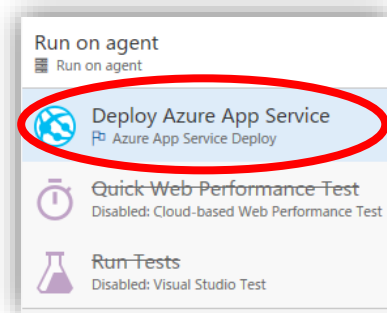 Run on agent
Run on agent
Deploy Azure App Service
Azure App Service Deploy
Quick Web Performance Test
Disabled: Cloud-based Web Performance Test
Run Tests
Disabled: Visual Studio Test